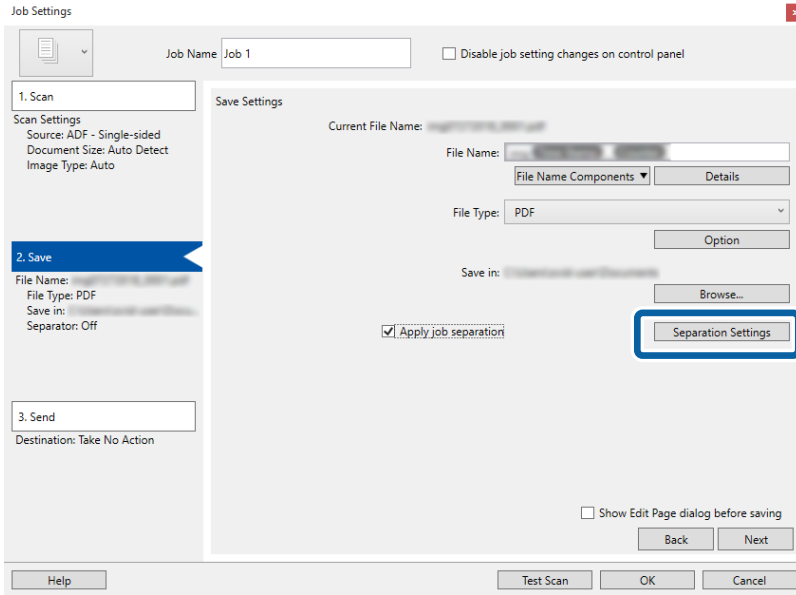 Job Settings
Job Name Job 1
Disable job setting changes on control panel
1. Scan
Scan Settings
Source: ADF - Single-sided
Document Size: Auto Detect
Image Type: Auto
2. Save
File Name:
File Type: PDF
Save in:
Separator: Off
3. Send
Destination: Take No Action
Save Settings
Current File Name:
File Name:
File Name Components ▼ Details
File Type: PDF
Option
Save in:
Browse...
Apply job separation
Separation Settings
Show Edit Page dialog before saving
Back Next
Help
Test Scan OK Cancel